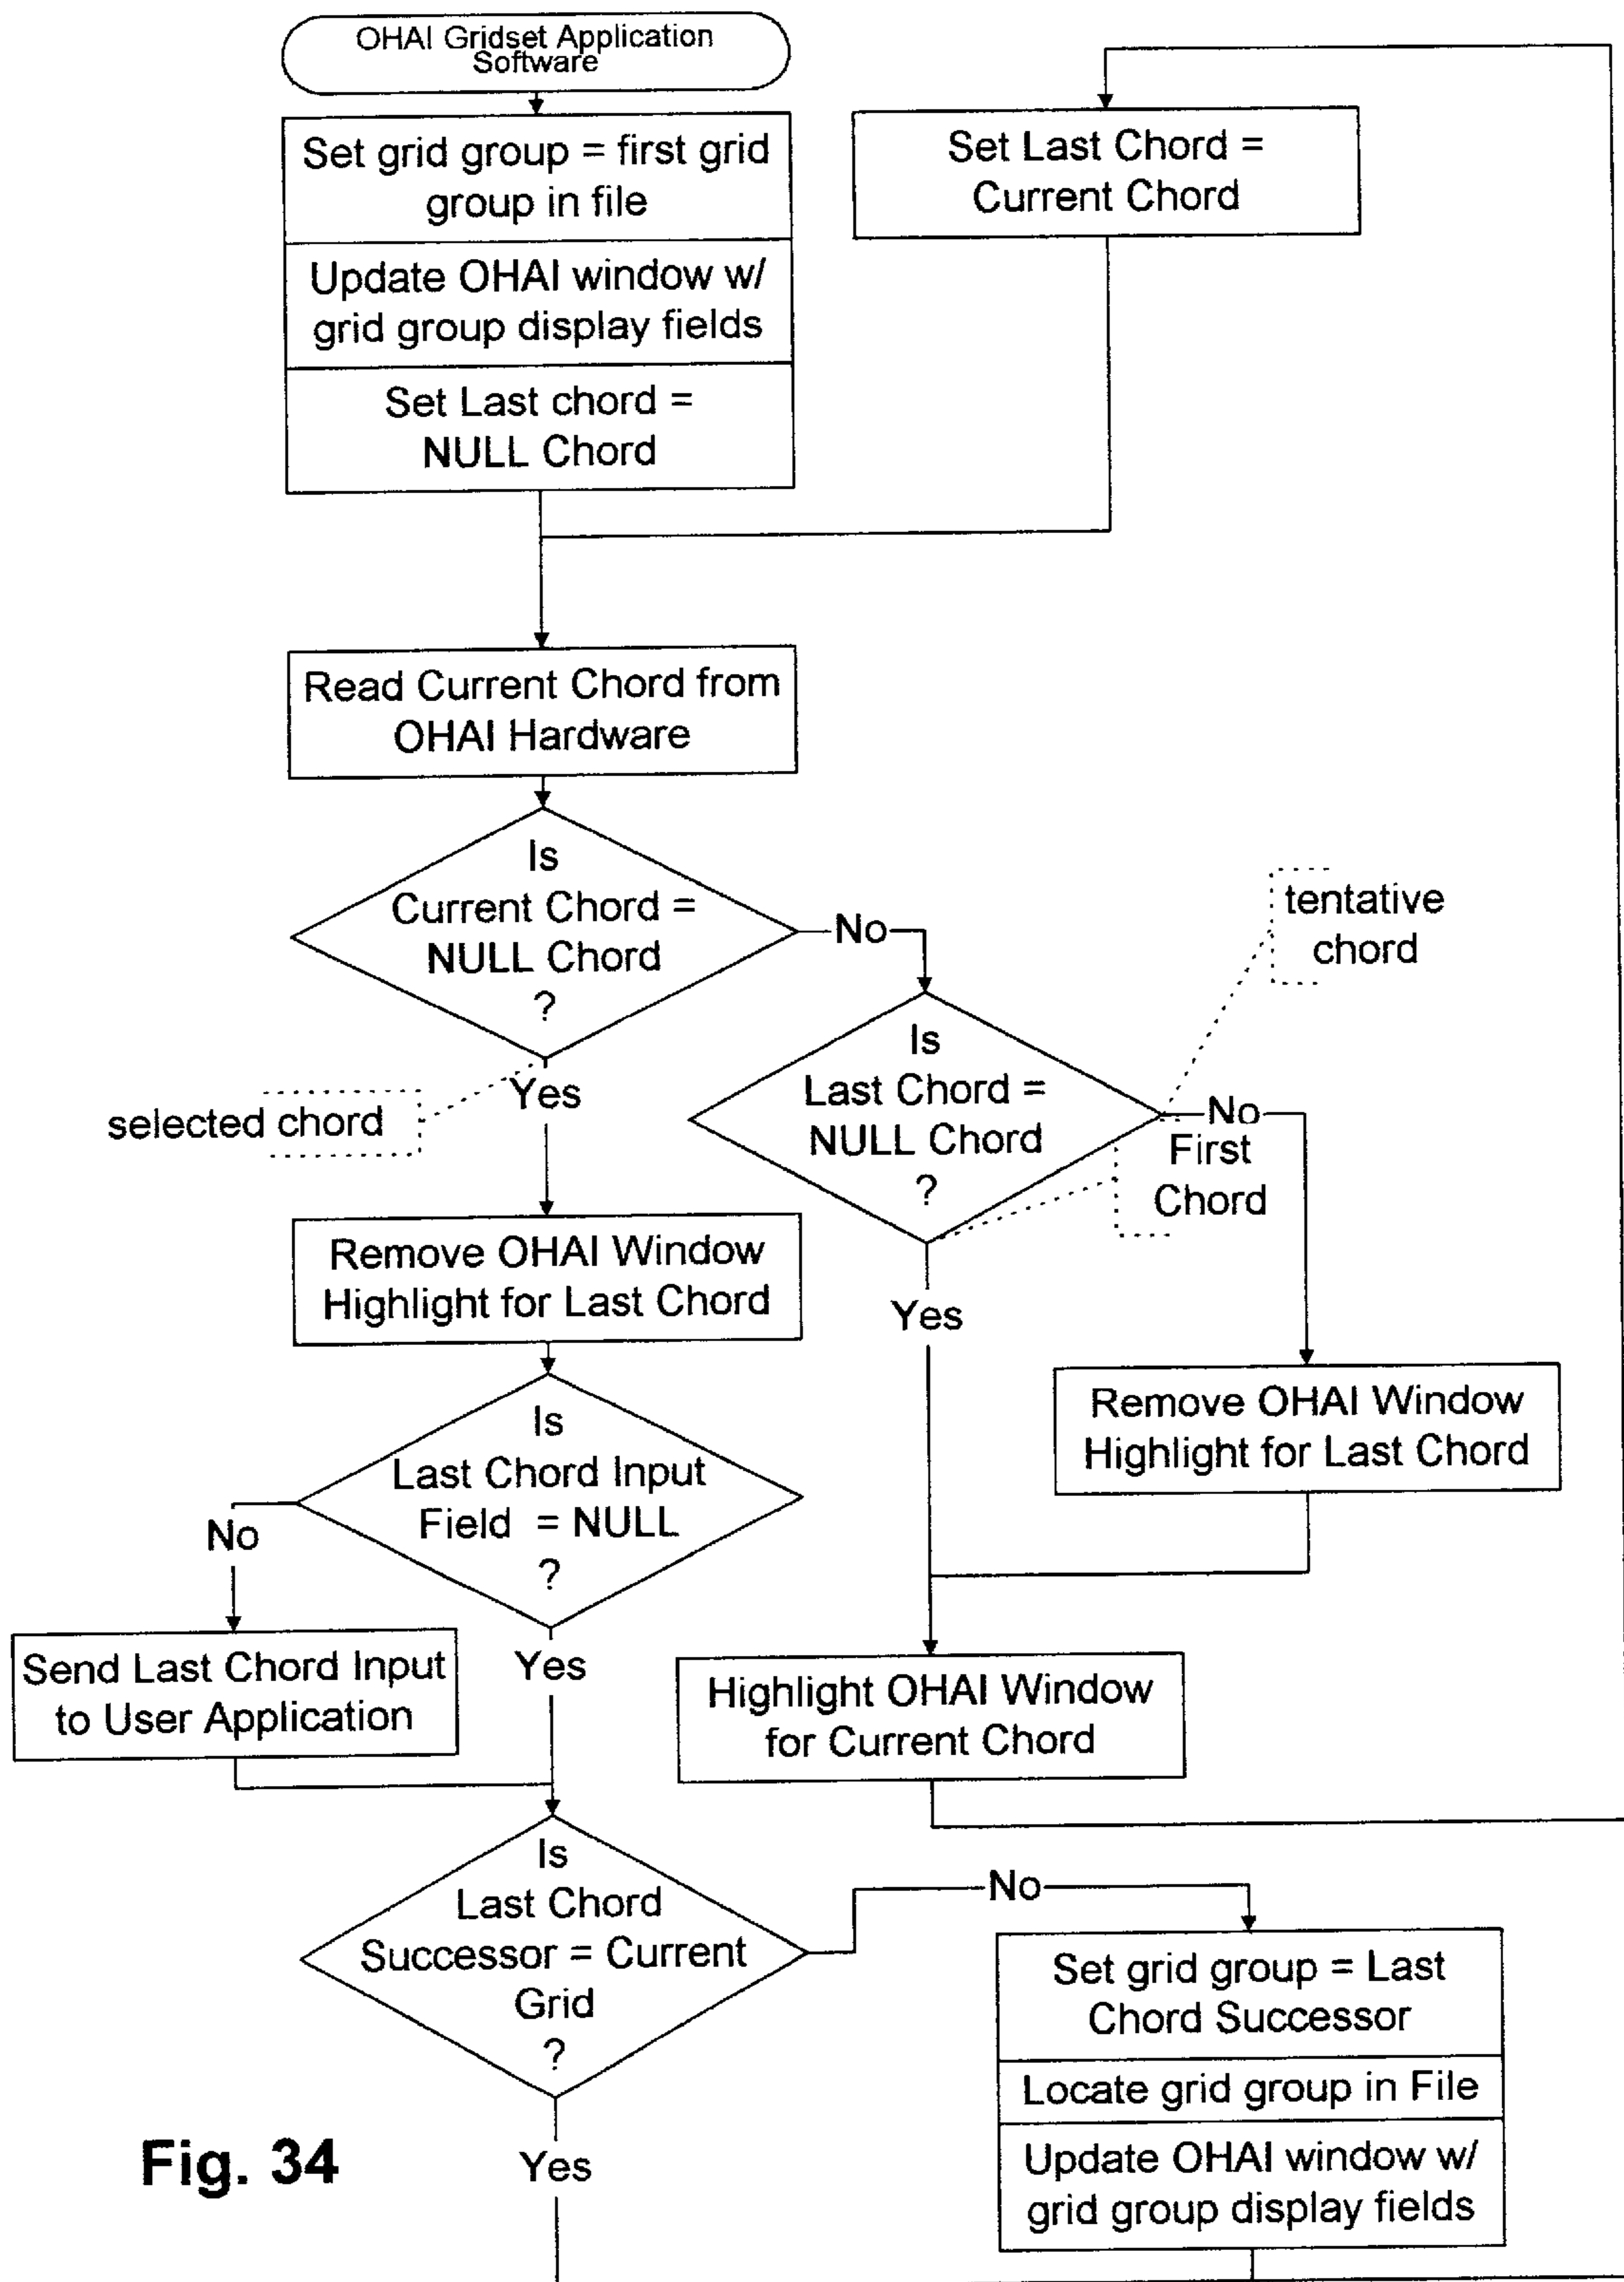 OHAI Gridset Application
Software
Set grid group = first grid
group in file
Update OHAI window w/
grid group display fields
Set Last chord =
NULL Chord
Set Last Chord =
Current Chord
Read Current Chord from
OHAI Hardware
Is
Current Chord =
NULL Chord
?
No
tentative
chord
selected chord
Yes
Is
Last Chord =
NULL Chord
?
No
First
Chord
Yes
Remove OHAI Window
Highlight for Last Chord
Remove OHAI Window
Highlight for Last Chord
Is
Last Chord Input
Field = NULL
?
No
Yes
Send Last Chord Input
to User Application
Highlight OHAI Window
for Current Chord
Is
Last Chord
Successor = Current
Grid
?
No
Yes
Set grid group = Last
Chord Successor
Locate grid group in File
Update OHAI window w/
grid group display fields
Fig. 34